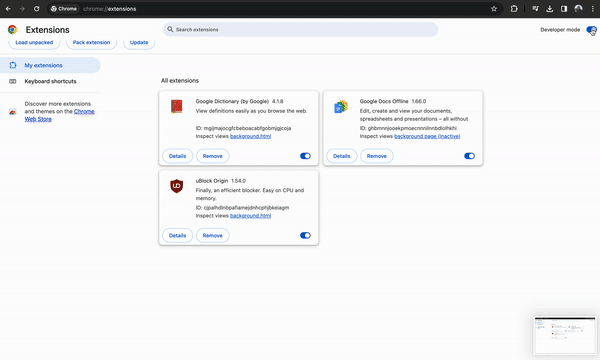 Chrome
chrome://extensions
Extensions
Search extensions
Developer mode
Load unpacked
Pack extension
Update
My extensions
Keyboard shortcuts
Discover more extensions
and themes on the Chrome
Web Store
All extensions
Google Dictionary (by Google) 4.1.8
View definitions easily as you browse the web.
ID: mgijmajocgfcbeboacabfgobmjgjcoja
Inspect views background.html
Details
Remove
Google Docs Offline 1.66.0
Edit, create and view your documents,
spreadsheets and presentations – all without
ID: ghbmnnjooekpmoecnnnilnnbdlolhkhi
Inspect views background page (inactive)
Details
Remove
uBlock Origin 1.54.0
Finally, an efficient blocker. Easy on CPU and
memory.
ID: cjpalhdlnbpafiamejdnhcphjbkeiagm
Inspect views background.html
Details
Remove